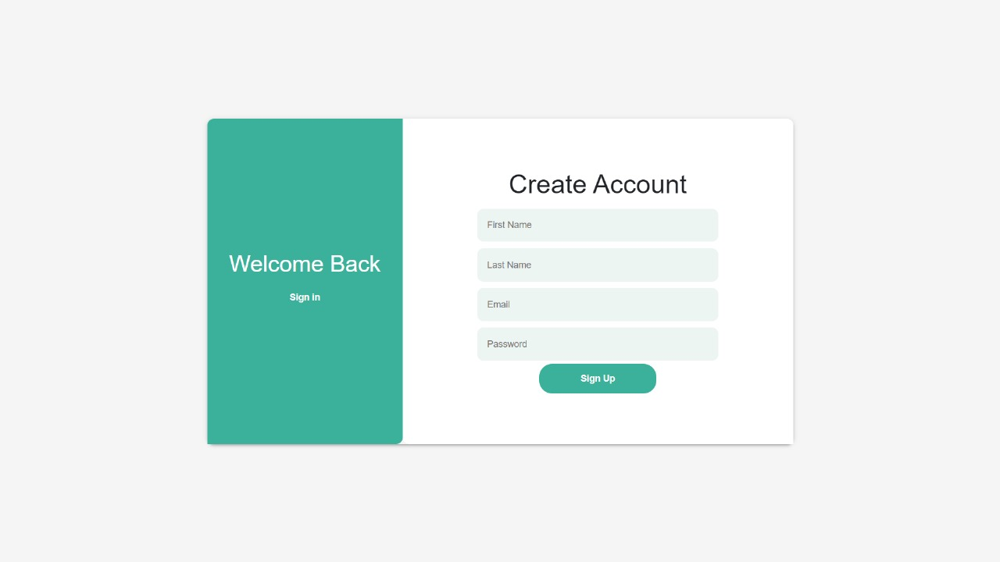 Welcome Back
Sign in
Create Account
First Name
Last Name
Email
Password
Sign Up